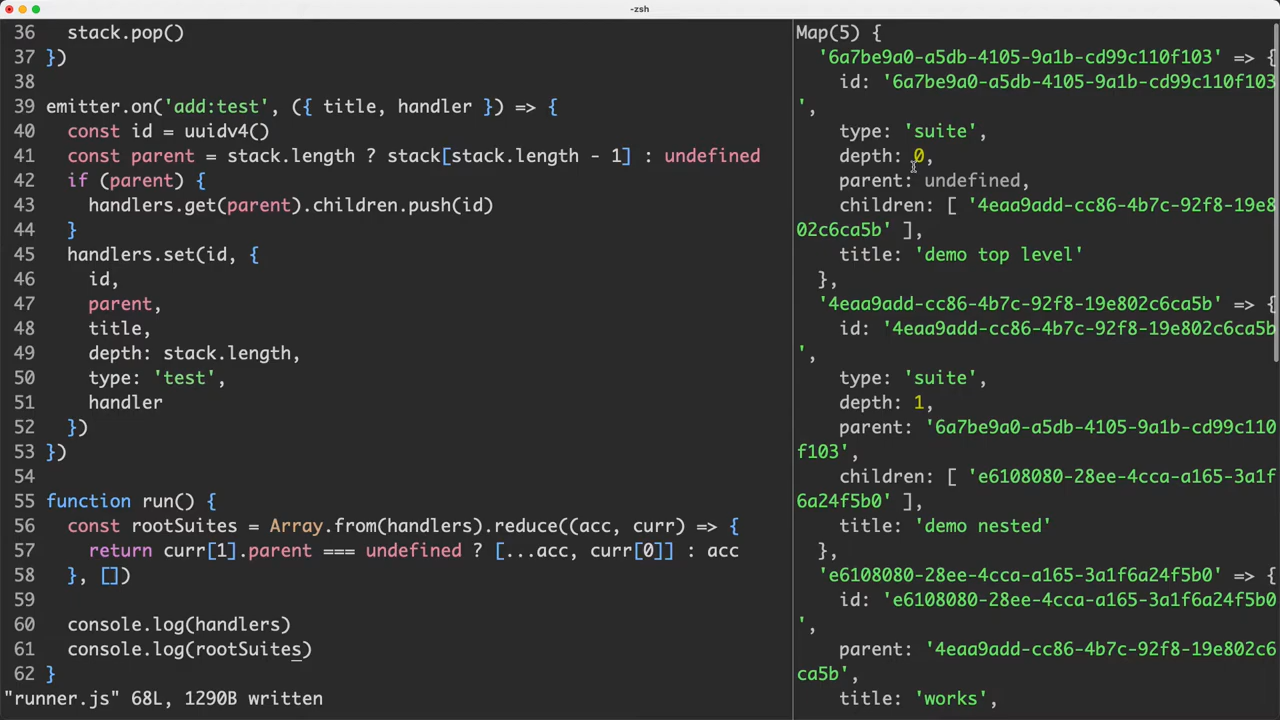 -zsh
36 stack.pop()
37 })
38
39 emitter.on('add:test', ({ title, handler }) => {
40 const id = uuidv4()
41 const parent = stack.length ? stack[stack.length - 1] : undefined
42 if (parent) {
43 handlers.get(parent).children.push(id)
44 }
45 handlers.set(id, {
46 id,
47 parent,
48 title,
49 depth: stack.length,
50 type: 'test',
51 handler
52 })
53 })
54
55 function run() {
56 const rootSuites = Array.from(handlers).reduce((acc, curr) => {
57 return curr[1].parent === undefined ? [...acc, curr[0]] : acc
58 }, [])
59
60 console.log(handlers)
61 console.log(rootSuites)
62 }
"runner.js" 68L, 1290B written
Map(5) {
'6a7be9a0-a5db-4105-9a1b-cd99c110f103' => {
id: '6a7be9a0-a5db-4105-9a1b-cd99c110f103
',
type: 'suite',
depth: 0,
parent: undefined,
children: [ '4eaa9add-cc86-4b7c-92f8-19e8
02c6ca5b' ],
title: 'demo top level'
},
'4eaa9add-cc86-4b7c-92f8-19e802c6ca5b' => {
id: '4eaa9add-cc86-4b7c-92f8-19e802c6ca5b
',
type: 'suite',
depth: 1,
parent: '6a7be9a0-a5db-4105-9a1b-cd99c110
f103',
children: [ 'e6108080-28ee-4cca-a165-3a1f
6a24f5b0' ],
title: 'demo nested'
},
'e6108080-28ee-4cca-a165-3a1f6a24f5b0' => {
id: 'e6108080-28ee-4cca-a165-3a1f6a24f5b0
',
parent: '4eaa9add-cc86-4b7c-92f8-19e802c6
ca5b',
title: 'works',